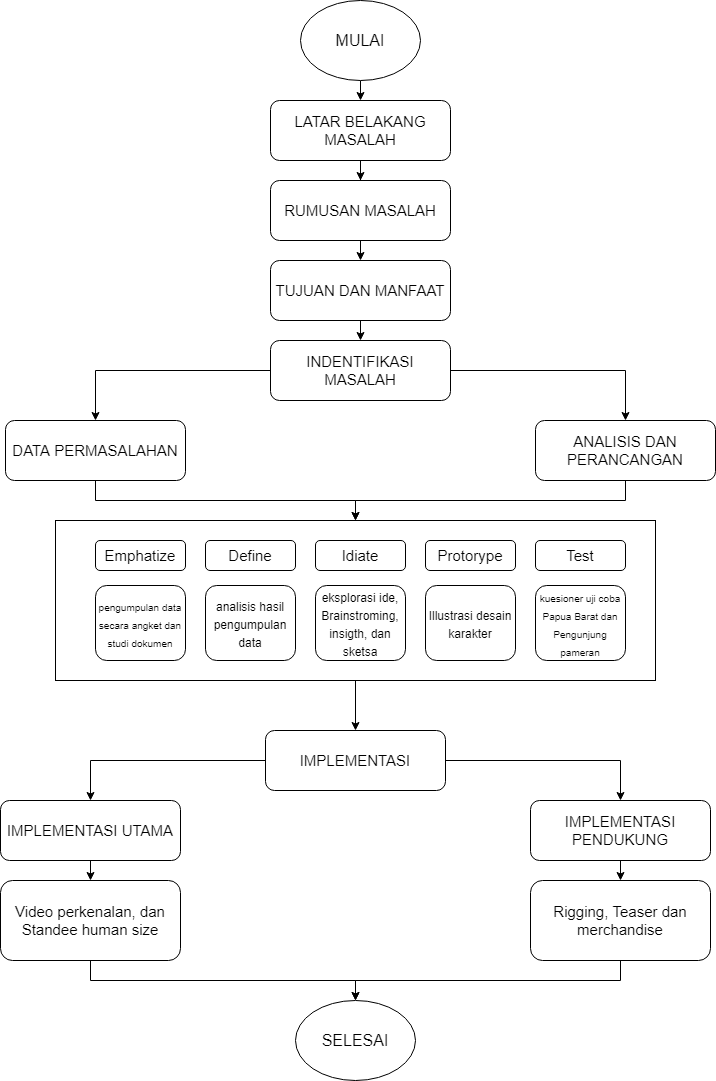 MULAI
LATAR BELAKANG
MASALAH
RUMUSAN MASALAH
TUJUAN DAN MANFAAT
INDENTIFIKASI
MASALAH
DATA PERMASALAHAN
ANALISIS DAN
PERANCANGAN
Emphatize
Define
Idiate
Protorype
Test
pengumpulan data
secara angket dan
studi dokumen
analisis hasil
pengumpulan
data
eksplorasi ide,
Brainstroming,
insigth, dan
sketsa
Illustrasi desain
karakter
kuesioner uji coba
Papua Barat dan
Pengunjung
pameran
IMPLEMENTASI
IMPLEMENTASI UTAMA
IMPLEMENTASI
PENDUKUNG
Video perkenalan, dan
Standee human size
Rigging, Teaser dan
merchandise
SELESAI